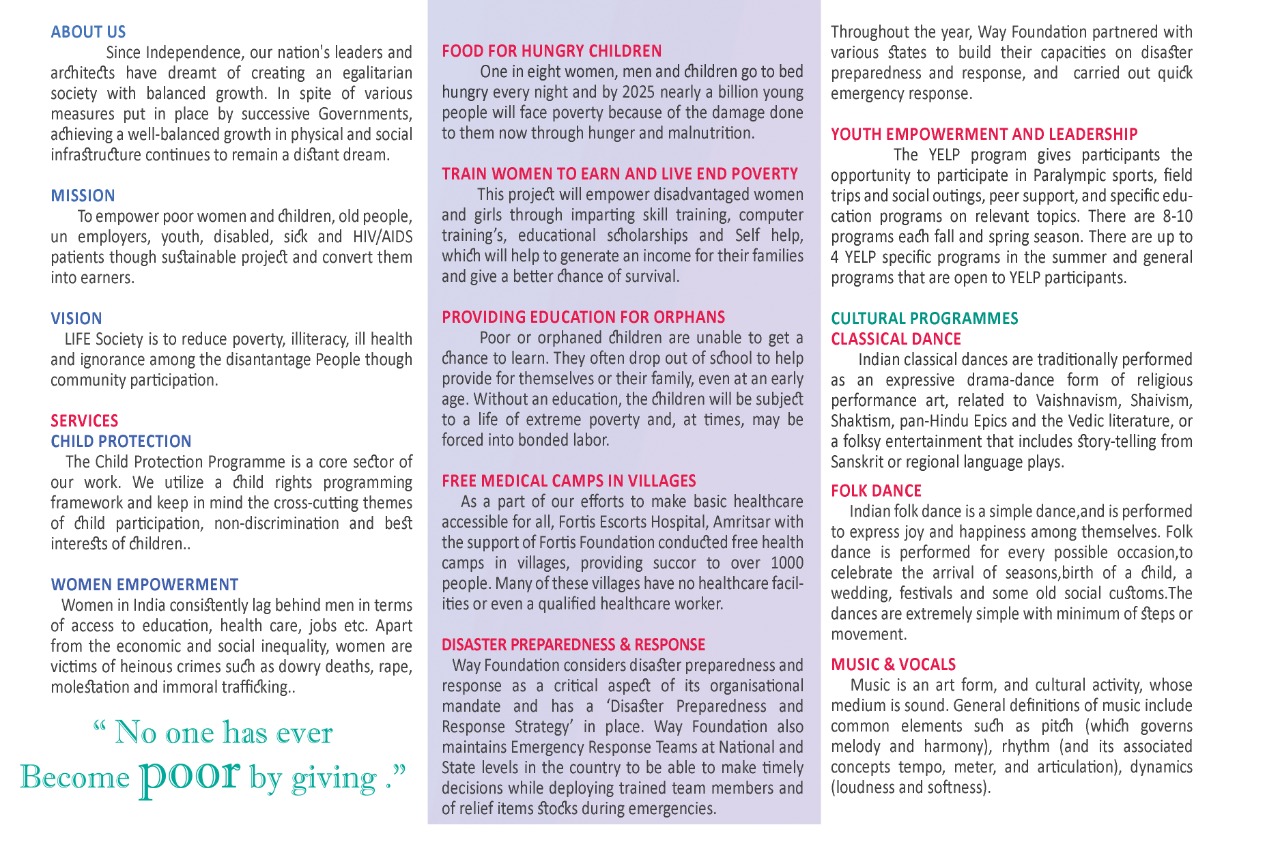 ABOUT US
Since Independence, our nation's leaders and
architects have dreamt of creating an egalitarian
society with balanced growth. In spite of various
measures put in place by successive Governments,
achieving a well-balanced growth in physical and social
infrastructure continues to remain a distant dream.
MISSION
To empower poor women and children, old people,
un employers, youth, disabled, sick and HIV/AIDS
patients though sustainable project and convert them
into earners.
VISION
LIFE Society is to reduce poverty, illiteracy, ill health
and ignorance among the disantantage People though
community participation.
SERVICES
CHILD PROTECTION
The Child Protection Programme is a core sector of
our work. We utilize a child rights programming
framework and keep in mind the cross-cutting themes
of child participation, non-discrimination and best
interests of children..
WOMEN EMPOWERMENT
Women in India consistently lag behind men in terms
of access to education, health care, jobs etc. Apart
from the economic and social inequality, women are
victims of heinous crimes such as dowry deaths, rape,
molestation and immoral trafficking..
“ No one has ever
Become poor by giving .”
FOOD FOR HUNGRY CHILDREN
One in eight women, men and children go to bed
hungry every night and by 2025 nearly a billion young
people will face poverty because of the damage done
to them now through hunger and malnutrition.
TRAIN WOMEN TO EARN AND LIVE END POVERTY
This project will empower disadvantaged women
and girls through imparting skill training, computer
training’s, educational scholarships and Self help,
which will help to generate an income for their families
and give a better chance of survival.
PROVIDING EDUCATION FOR ORPHANS
Poor or orphaned children are unable to get a
chance to learn. They often drop out of school to help
provide for themselves or their family, even at an early
age. Without an education, the children will be subject
to a life of extreme poverty and, at times, may be
forced into bonded labor.
FREE MEDICAL CAMPS IN VILLAGES
As a part of our efforts to make basic healthcare
accessible for all, Fortis Escorts Hospital, Amritsar with
the support of Fortis Foundation conducted free health
camps in villages, providing succor to over 1000
people. Many of these villages have no healthcare facil-
ities or even a qualified healthcare worker.
DISASTER PREPAREDNESS & RESPONSE
Way Foundation considers disaster preparedness and
response as a critical aspect of its organisational
mandate and has a ‘Disaster Preparedness and
Response Strategy’ in place. Way Foundation also
maintains Emergency Response Teams at National and
State levels in the country to be able to make timely
decisions while deploying trained team members and
of relief items stocks during emergencies.
Throughout the year, Way Foundation partnered with
various states to build their capacities on disaster
preparedness and response, and carried out quick
emergency response.
YOUTH EMPOWERMENT AND LEADERSHIP
The YELP program gives participants the
opportunity to participate in Paralympic sports, field
trips and social outings, peer support, and specific edu-
cation programs on relevant topics. There are 8-10
programs each fall and spring season. There are up to
4 YELP specific programs in the summer and general
programs that are open to YELP participants.
CULTURAL PROGRAMMES
CLASSICAL DANCE
Indian classical dances are traditionally performed
as an expressive drama-dance form of religious
performance art, related to Vaishnavism, Shaivism,
Shaktism, pan-Hindu Epics and the Vedic literature, or
a folksy entertainment that includes story-telling from
Sanskrit or regional language plays.
FOLK DANCE
Indian folk dance is a simple dance,and is performed
to express joy and happiness among themselves. Folk
dance is performed for every possible occasion,to
celebrate the arrival of seasons,birth of a child, a
wedding, festivals and some old social customs.The
dances are extremely simple with minimum of steps or
movement.
MUSIC & VOCALS
Music is an art form, and cultural activity, whose
medium is sound. General definitions of music include
common elements such as pitch (which governs
melody and harmony), rhythm (and its associated
concepts tempo, meter, and articulation), dynamics
(loudness and softness).